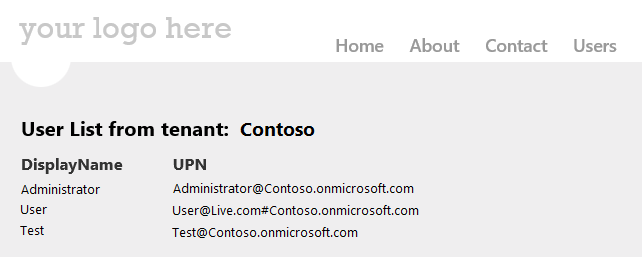 your logo here
Home About Contact Users
User List from tenant: Contoso
DisplayName UPN
Administrator Administrator@Contoso.onmicrosoft.com
User User@Live.com#Contoso.onmicrosoft.com
Test Test@Contoso.onmicrosoft.com